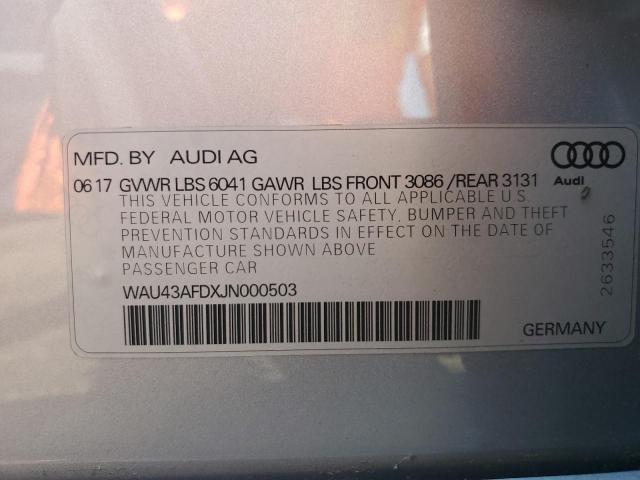 MFD. BY AUDI AG
0617 GVWR LBS 6041 GAWR LBS FRONT 3086 /REAR 3131
THIS VEHICLE CONFORMS TO ALL APPLICABLE U.S.
FEDERAL MOTOR VEHICLE SAFETY, BUMPER AND THEFT
PREVENTION STANDARDS IN EFFECT ON THE DATE OF
MANUFACTURE SHOWN ABOVE
PASSENGER CAR
WAU43AFDXJN000503
Audi
2633546
GERMANY